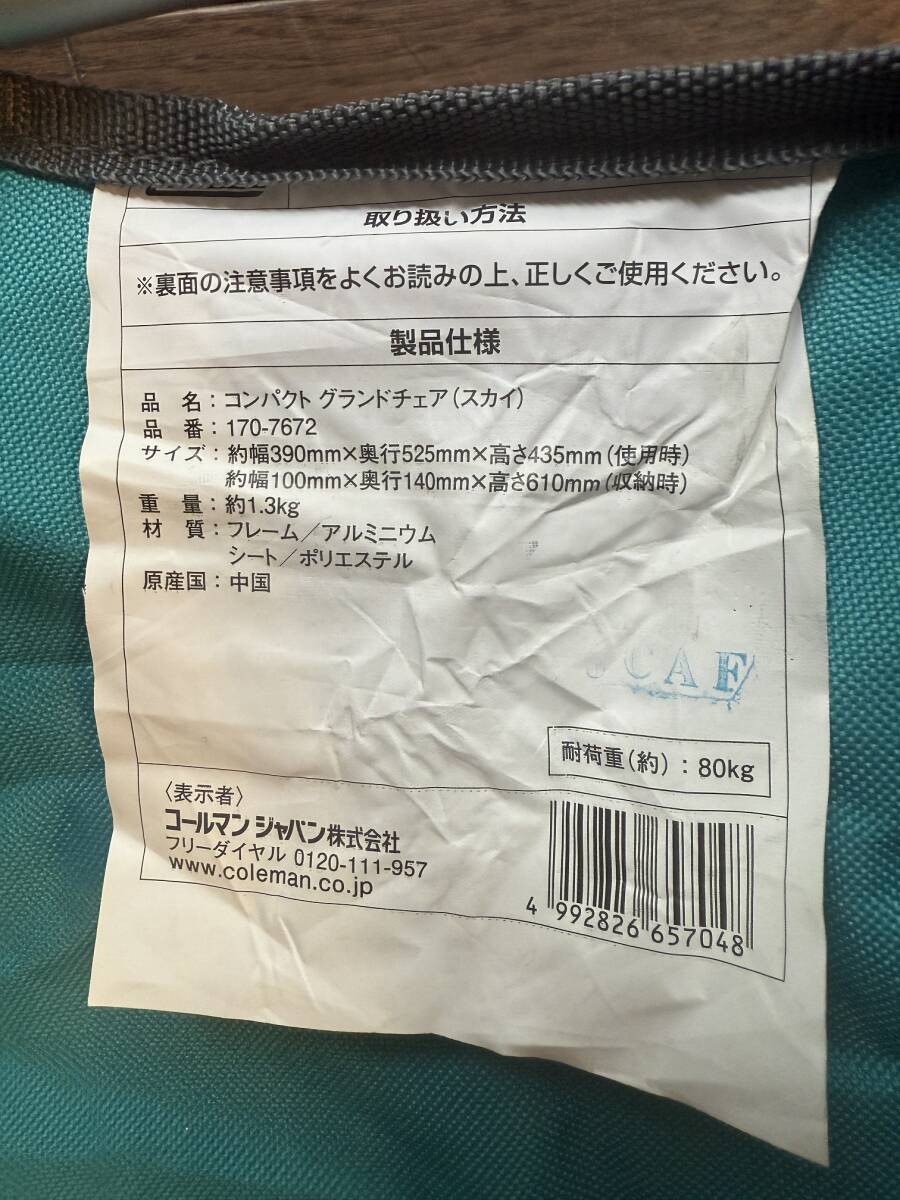 取り扱い方法
※裏面の注意事項をよくお読みの上、正しくご使用ください。
製品仕様
品 名：コンパクト グランドチェア（スカイ）
品 番：170-7672
サイズ：約幅390mm×奥行525mm×高さ435mm（使用時）
約幅100mm×奥行140mm×高さ610mm（収納時）
重 量：約1.3kg
材 質：フレーム／アルミニウム
シート／ポリエステル
原産国：中国
耐荷重（約）：80kg
〈表示者〉
コールマン ジャパン株式会社
フリーダイヤル 0120-111-957
www.coleman.co.jp
4 992826 657048